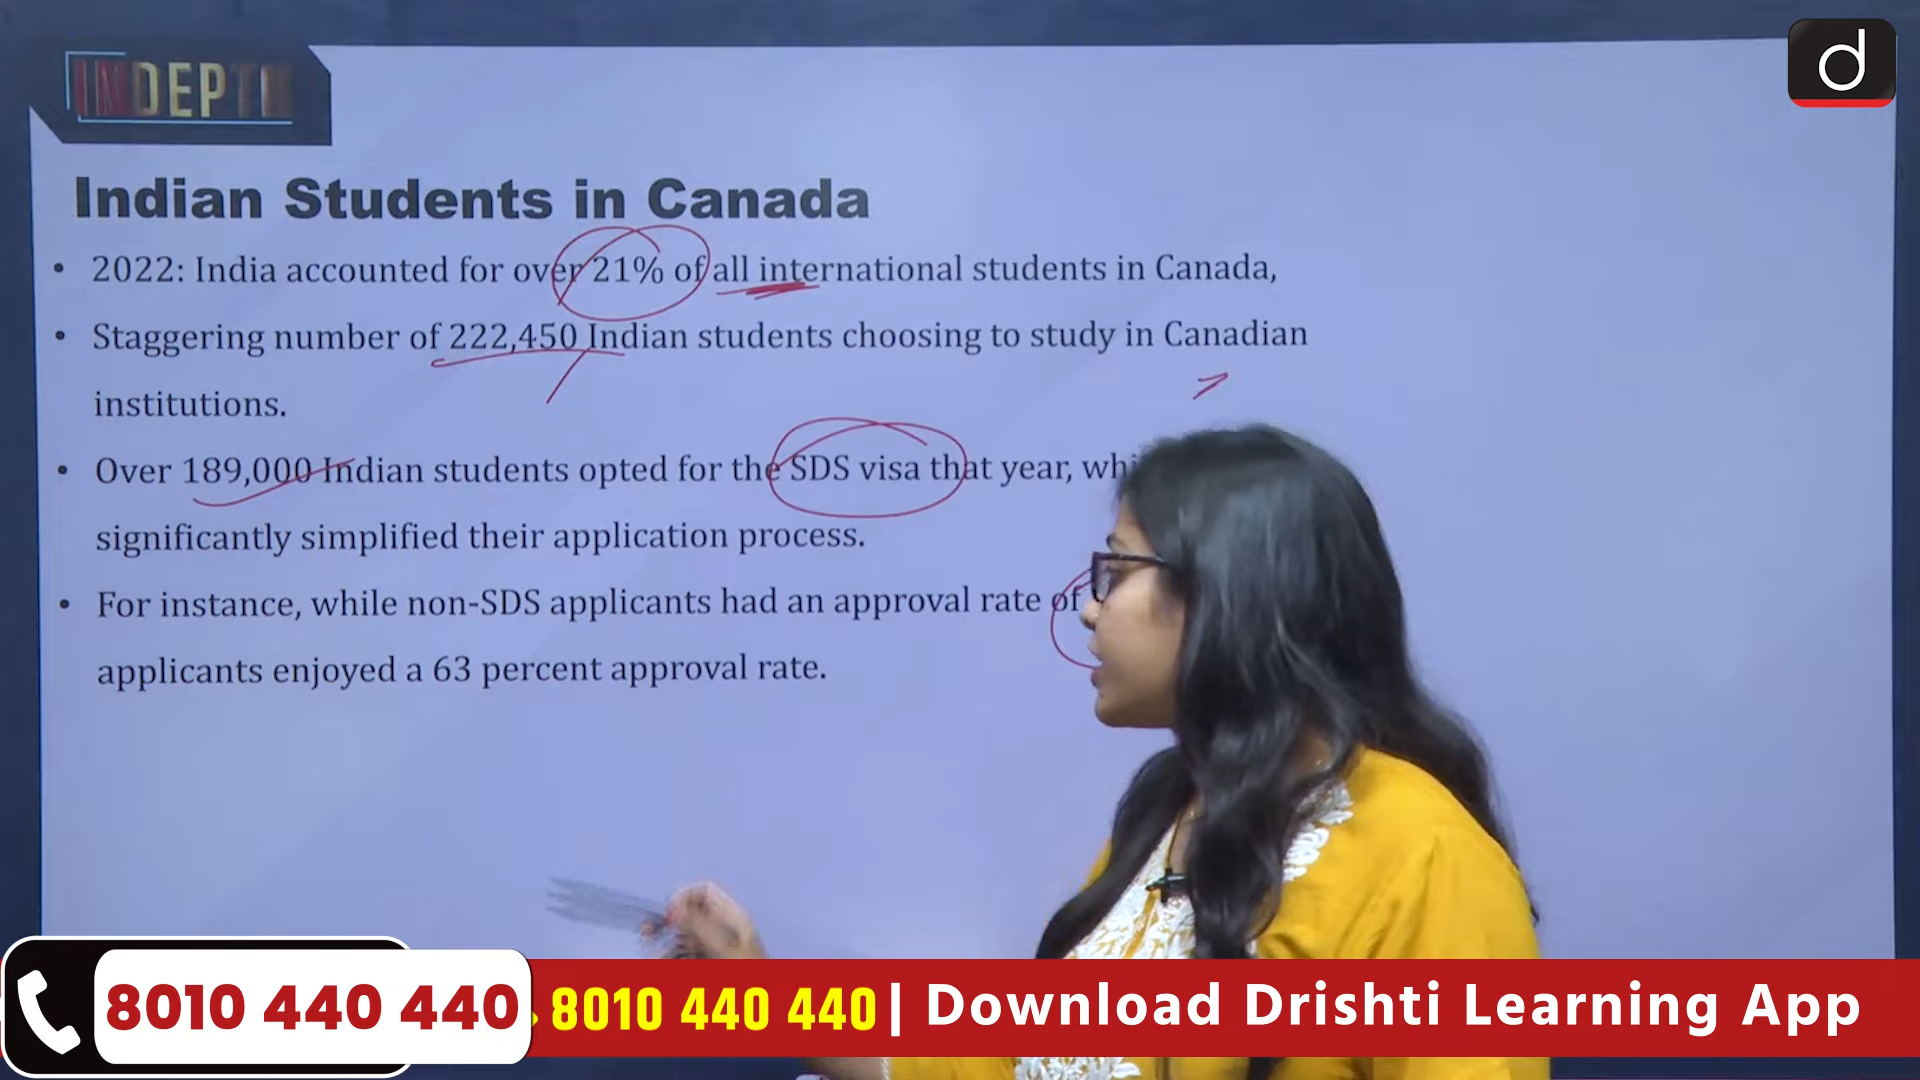 INDEPTH
d
Indian Students in Canada
• 2022: India accounted for over 21% of all international students in Canada,
• Staggering number of 222,450 Indian students choosing to study in Canadian
institutions.
• Over 189,000 Indian students opted for the SDS visa that year,
significantly simplified their application process.
• For instance, while non-SDS applicants had an approval rate of
applicants enjoyed a 63 percent approval rate.
8010 440 440 8010 440 440 | Download Drishti Learning App